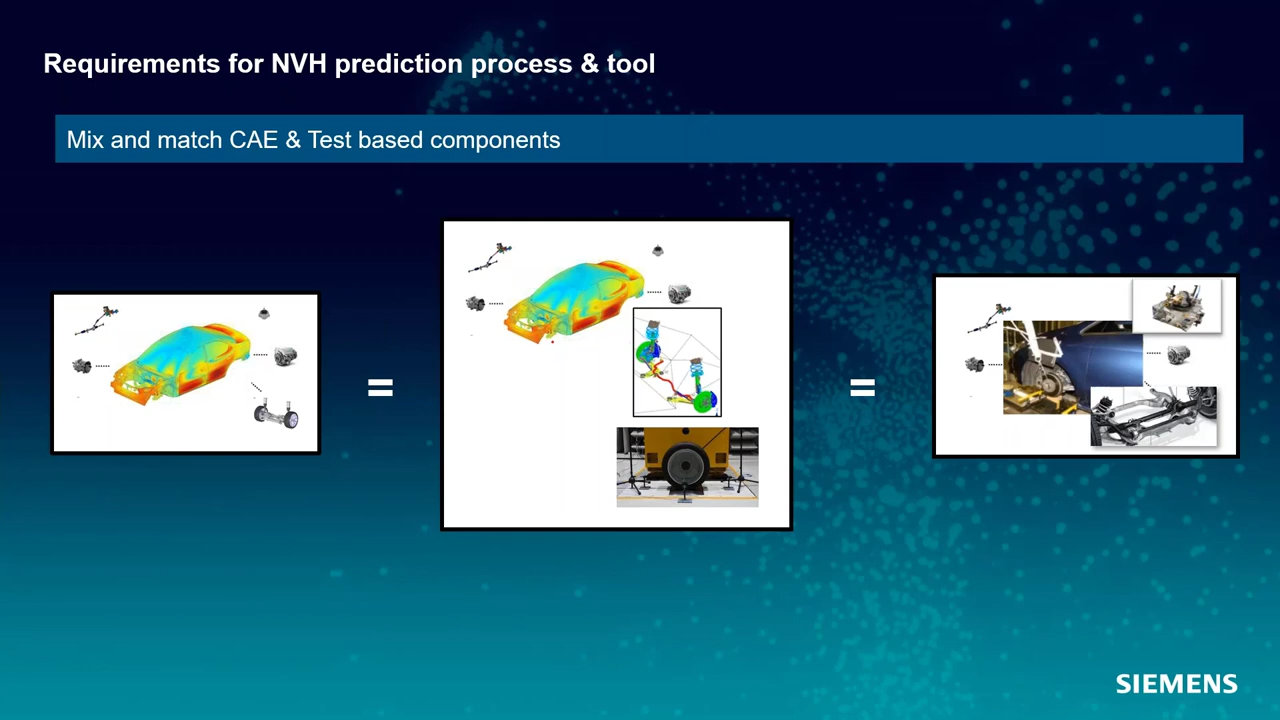 Requirements for NVH prediction process & tool
Mix and match CAE & Test based components
=
=
SIEMENS